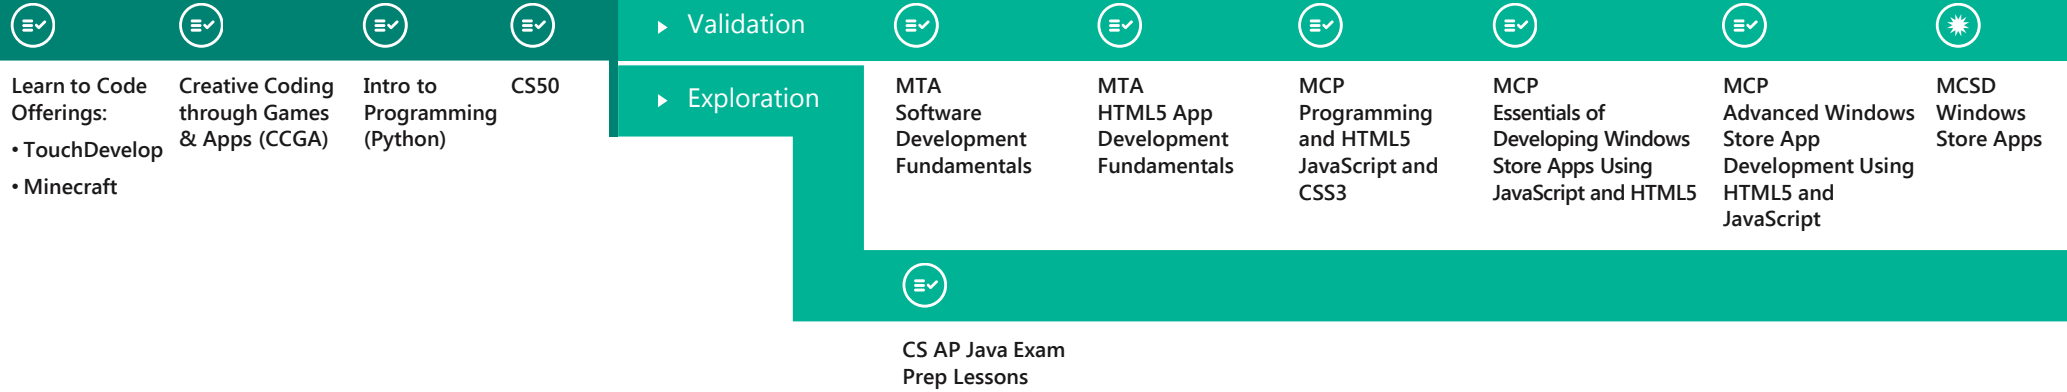 Learn to Code
Offerings:
• TouchDevelop
• Minecraft
Creative Coding
through Games
& Apps (CCGA)
Intro to
Programming
(Python)
CS50
Validation
Exploration
MTA
Software
Development
Fundamentals
MTA
HTML5 App
Development
Fundamentals
MCP
Programming
and HTML5
JavaScript and
CSS3
MCP
Essentials of
Developing Windows
Store Apps Using
JavaScript and HTML5
MCP
Advanced Windows
Store App
Development Using
HTML5 and
JavaScript
MCSD
Windows
Store Apps
CS AP Java Exam
Prep Lessons